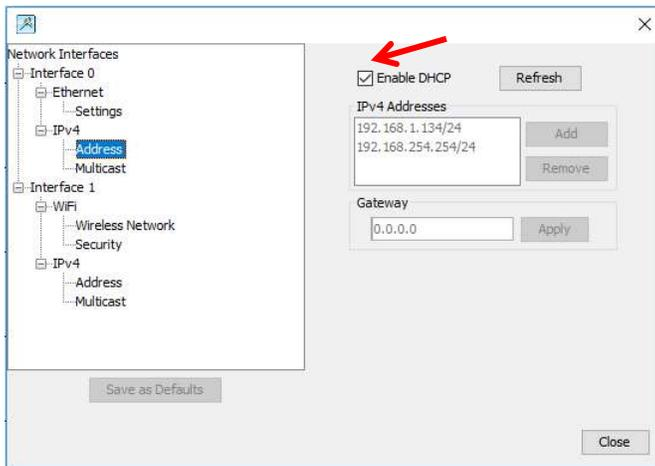 Network Interfaces
Interface 0
Ethernet
Settings
IPv4
Address
Multicast
Interface 1
WiFi
Wireless Network
Security
IPv4
Address
Multicast
Save as Defaults
Enable DHCP
Refresh
IPv4 Addresses
192.168.1.134/24
192.168.254.254/24
Add
Remove
Gateway
0.0.0.0
Apply
Close